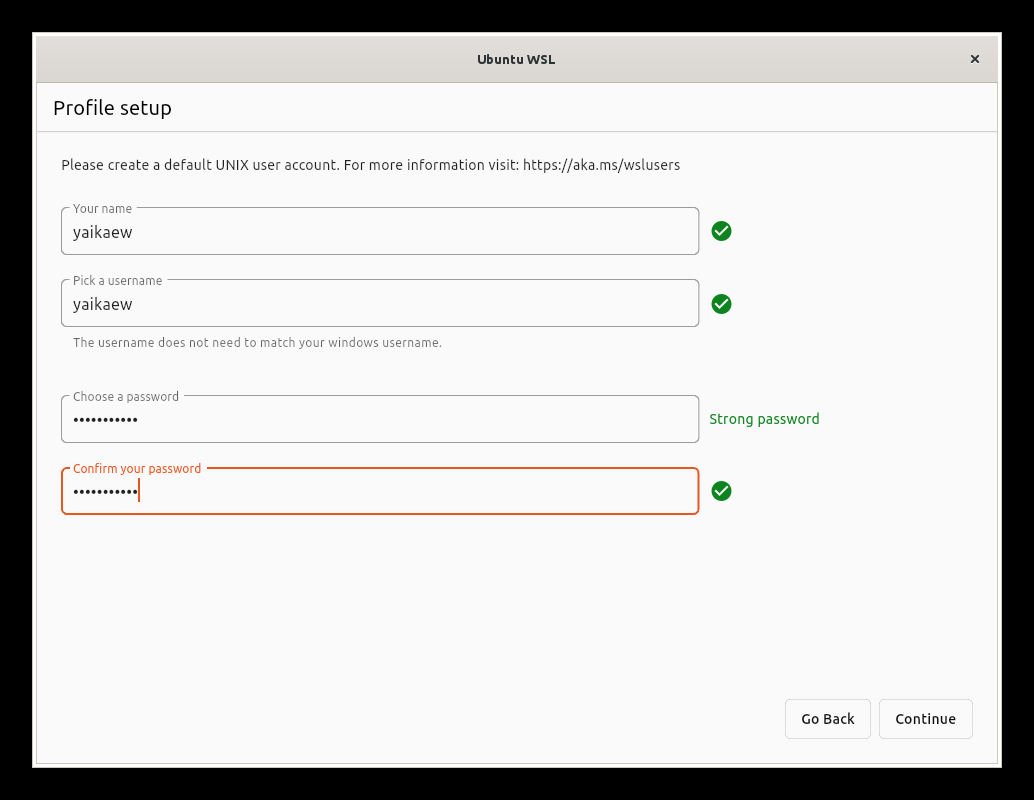 Ubuntu WSL
Profile setup
Please create a default UNIX user account. For more information visit: https://aka.ms/wslusers
Your name
yaikaew
Pick a username
yaikaew
The username does not need to match your windows username.
Choose a password
•••••••••••
Strong password
Confirm your password
•••••••••••
Go Back
Continue